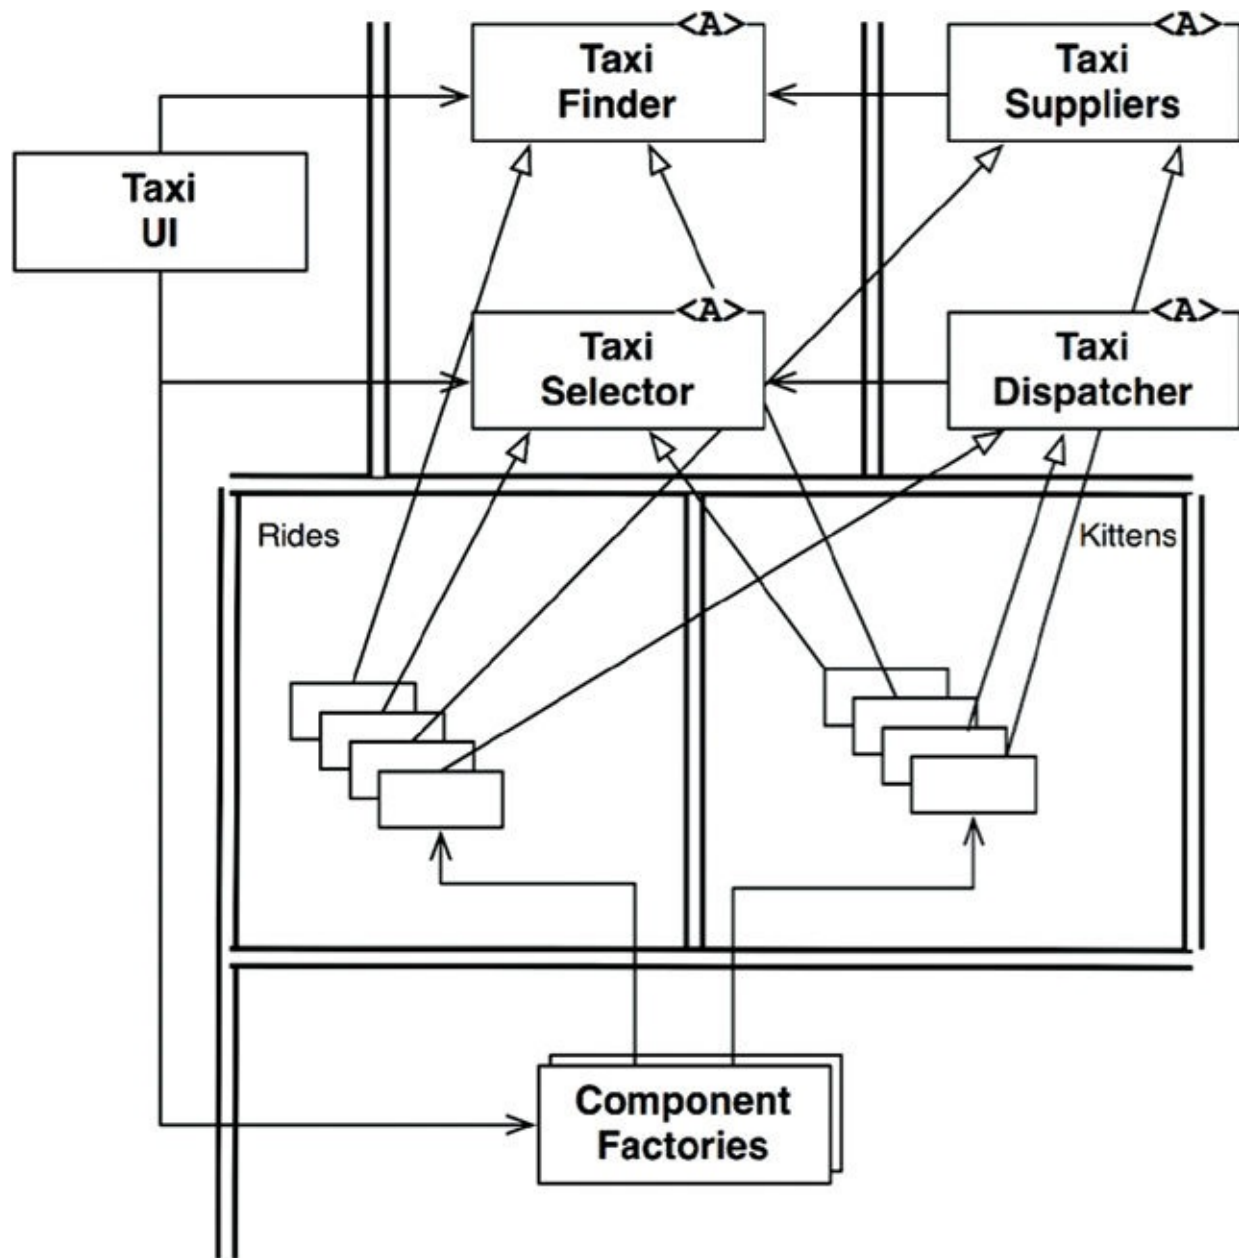 <A>
Taxi
Finder
<A>
Taxi
Suppliers
Taxi
UI
<A>
Taxi
Selector
<A>
Taxi
Dispatcher
Rides
Kittens
Component
Factories